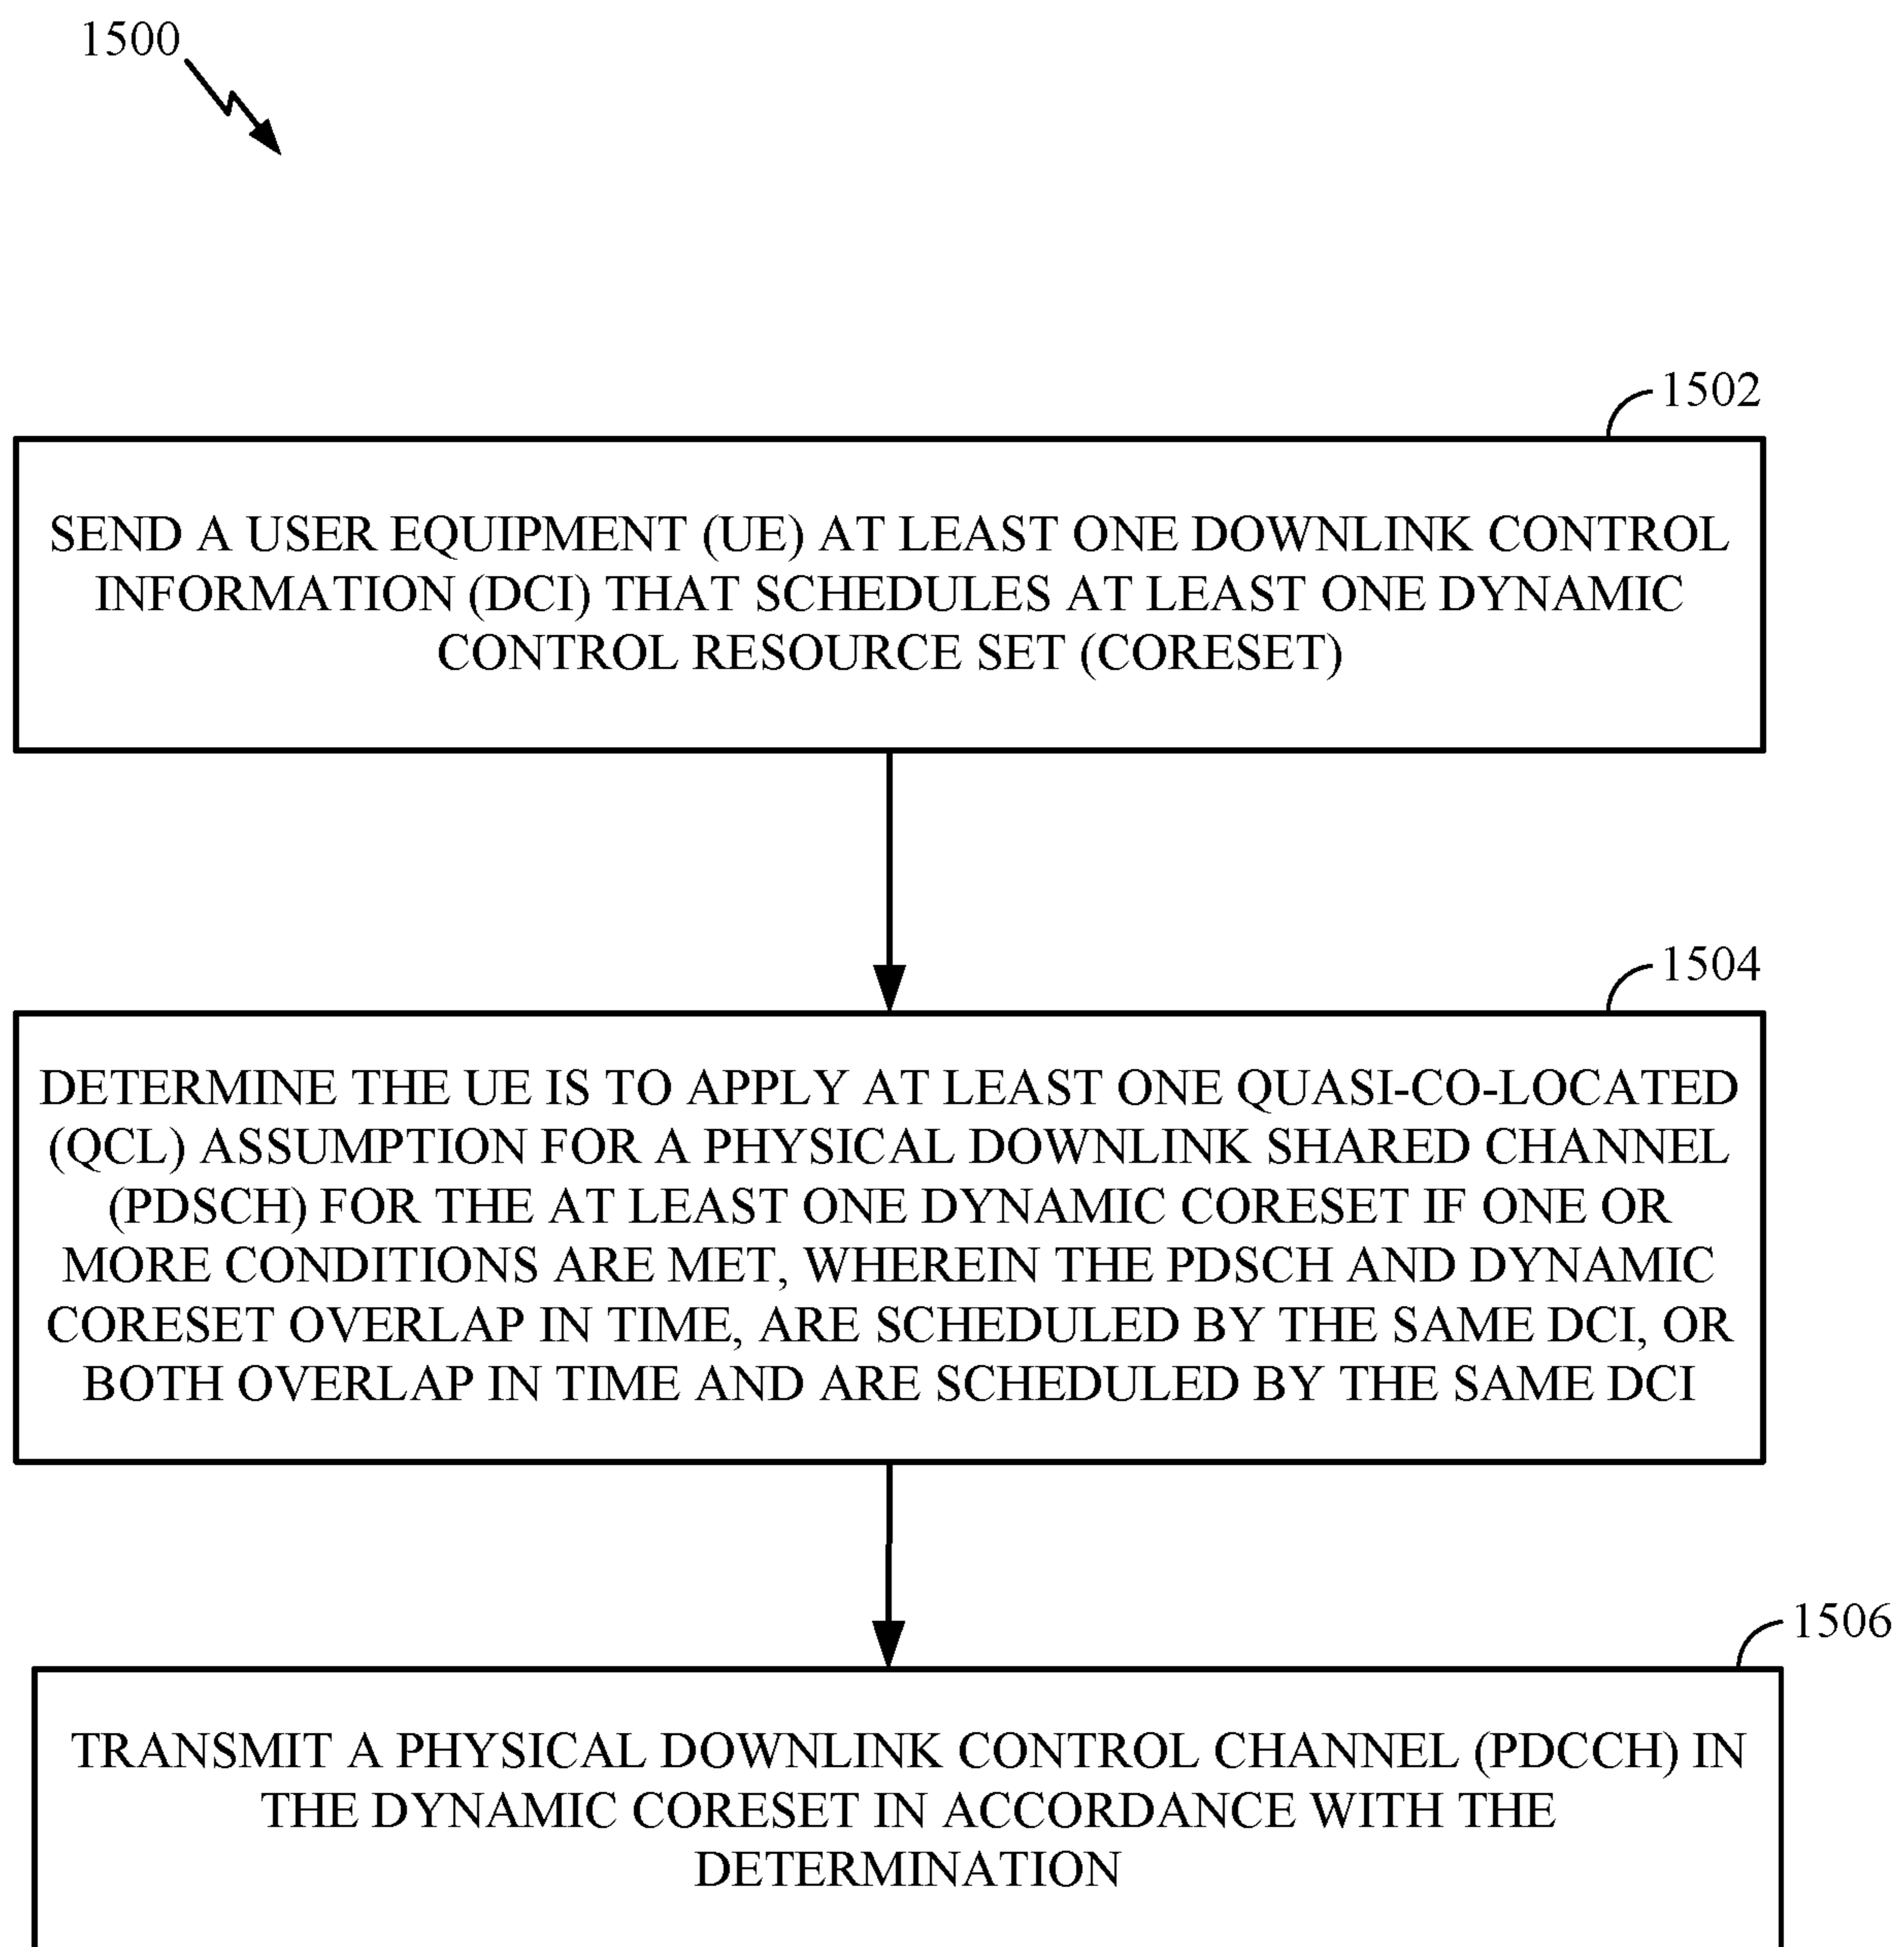 1500
1502
SEND A USER EQUIPMENT (UE) AT LEAST ONE DOWNLINK CONTROL
INFORMATION (DCI) THAT SCHEDULES AT LEAST ONE DYNAMIC
CONTROL RESOURCE SET (CORESET)
1504
DETERMINE THE UE IS TO APPLY AT LEAST ONE QUASI-CO-LOCATED
(QCL) ASSUMPTION FOR A PHYSICAL DOWNLINK SHARED CHANNEL
(PDSCH) FOR THE AT LEAST ONE DYNAMIC CORESET IF ONE OR
MORE CONDITIONS ARE MET, WHEREIN THE PDSCH AND DYNAMIC
CORESET OVERLAP IN TIME, ARE SCHEDULED BY THE SAME DCI, OR
BOTH OVERLAP IN TIME AND ARE SCHEDULED BY THE SAME DCI
1506
TRANSMIT A PHYSICAL DOWNLINK CONTROL CHANNEL (PDCCH) IN
THE DYNAMIC CORESET IN ACCORDANCE WITH THE
DETERMINATION